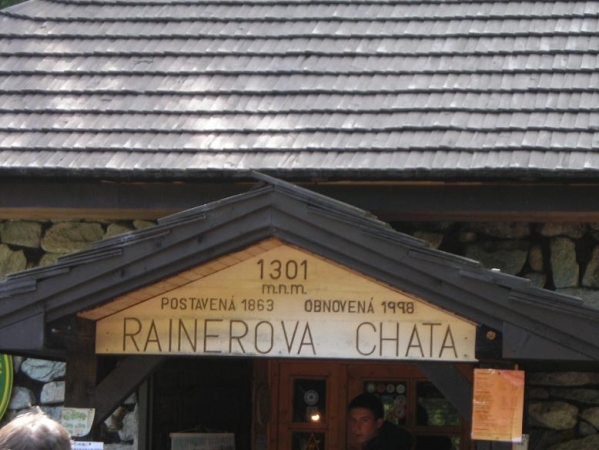 1301
m.n.m
POSTAVENÁ 1863 OBNOVENÁ 1998
RAINEROVA CHATA